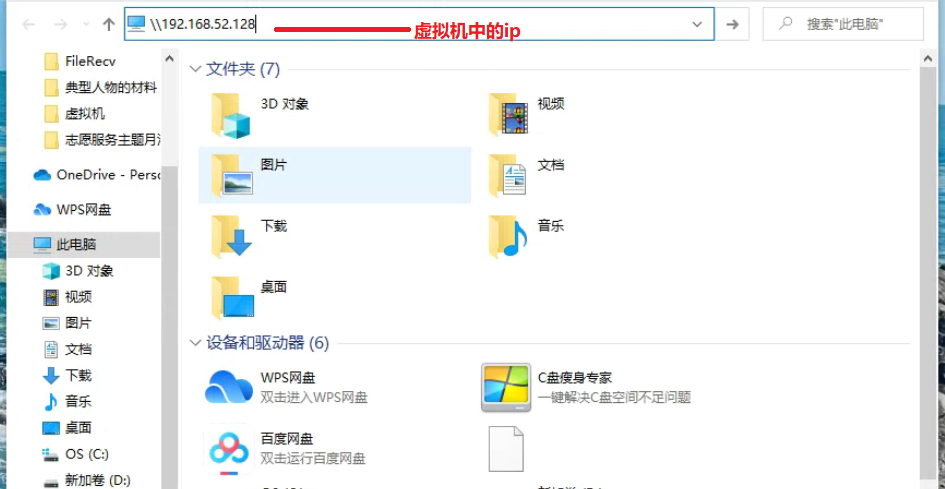 \\192.168.52.128
虚拟机中的ip
搜索"此电脑"
FileRecv
典型人物的材料
虚拟机
志愿服务主题月
OneDrive - Perso
WPS网盘
此电脑
3D 对象
视频
图片
文档
下载
音乐
桌面
OS (C:)
新加卷 (D:)
文件夹 (7)
3D 对象
视频
图片
文档
下载
音乐
桌面
设备和驱动器 (6)
WPS网盘
双击进入WPS网盘
C盘瘦身专家
一键解决C盘空间不足问题
百度网盘
双击运行百度网盘